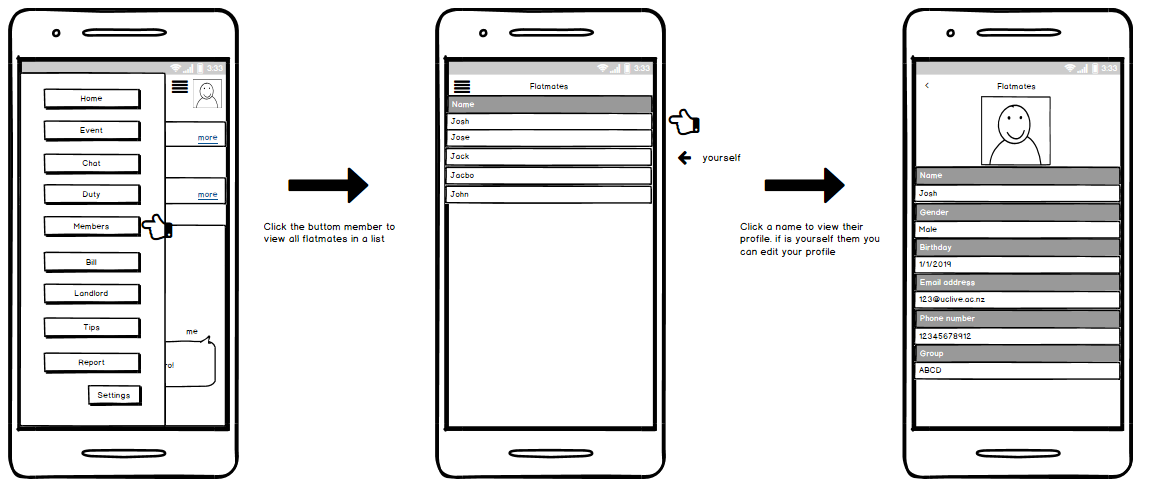 3:33
Home
Event
more
Chat
Duty
more
Members
Bill
Landlord
Tips
me
Report
rol
Settings
Click the buttom member to
view all flatmates in a list
3:33
Flatmates
Name
Josh
Jose
Jack
Jacbo
John
yourself
Click a name to view their
profile. if is yourself them you
can edit your profile
3:33
<
Flatmates
Name
Josh
Gender
Male
Birthday
1/1/2019
Email address
123@uclive.ac.nz
Phone number
12345678912
Group
ABCD